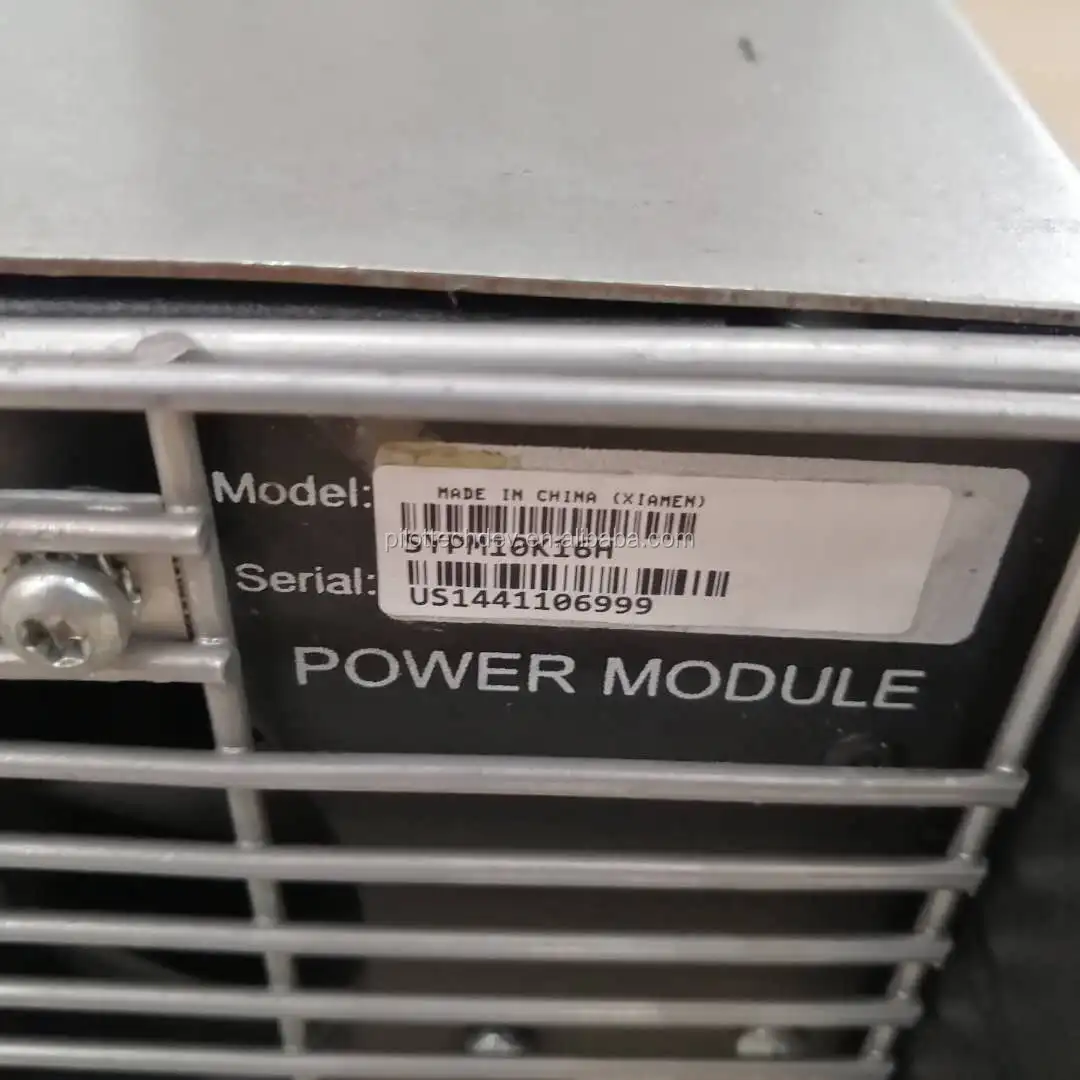 Model:
MADE IN CHINA (XIAMEN)
pilottechdev.en.alibaba.com
SYPM10K16H
Serial:
US1441106999
POWER MODULE